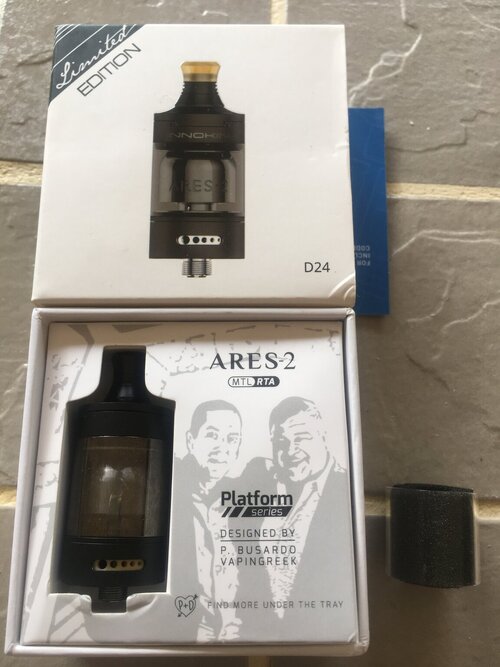 Limited
EDITION
INNOKIN
ARES-2
D24
ARES-2
MTL RTA
Platform
series
DESIGNED BY
P. BUSARDO
VAPINGREEK
P+D
FIND MORE UNDER THE TRAY